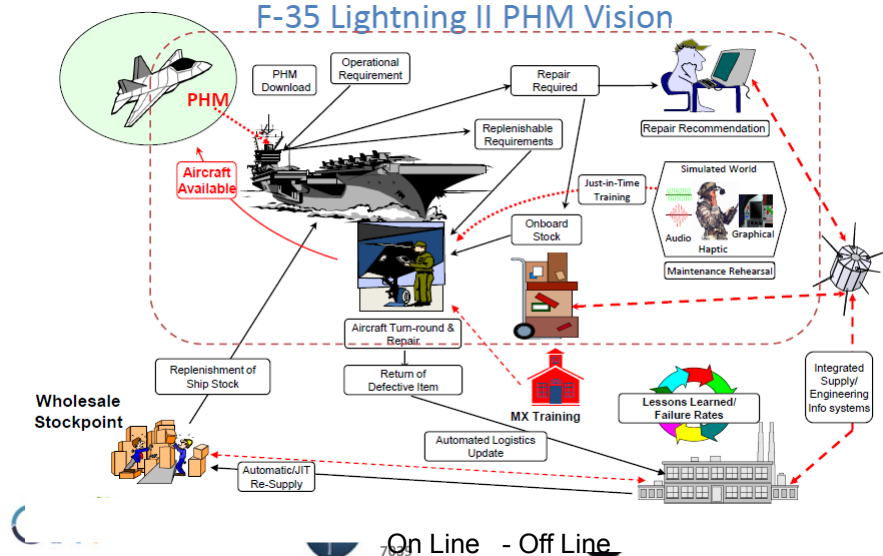 F-35 Lightning II PHM Vision
PHM
PHM
Download
Operational
Requirement
Repair
Required
Repair Recommendation
Replenishable
Requirements
Aircraft
Available
Just-in-Time
Training
Simulated World
Audio
Haptic
Graphical
Maintenance Rehearsal
Onboard
Stock
Aircraft Turn-round &
Repair
Replenishment of
Ship Stock
Return of
Defective Item
MX Training
Lessons Learned/
Failure Rates
Integrated
Supply/
Engineering
Info systems
Wholesale
Stockpoint
Automated Logistics
Update
Automatic/JIT
Re-Supply
On Line - Off Line